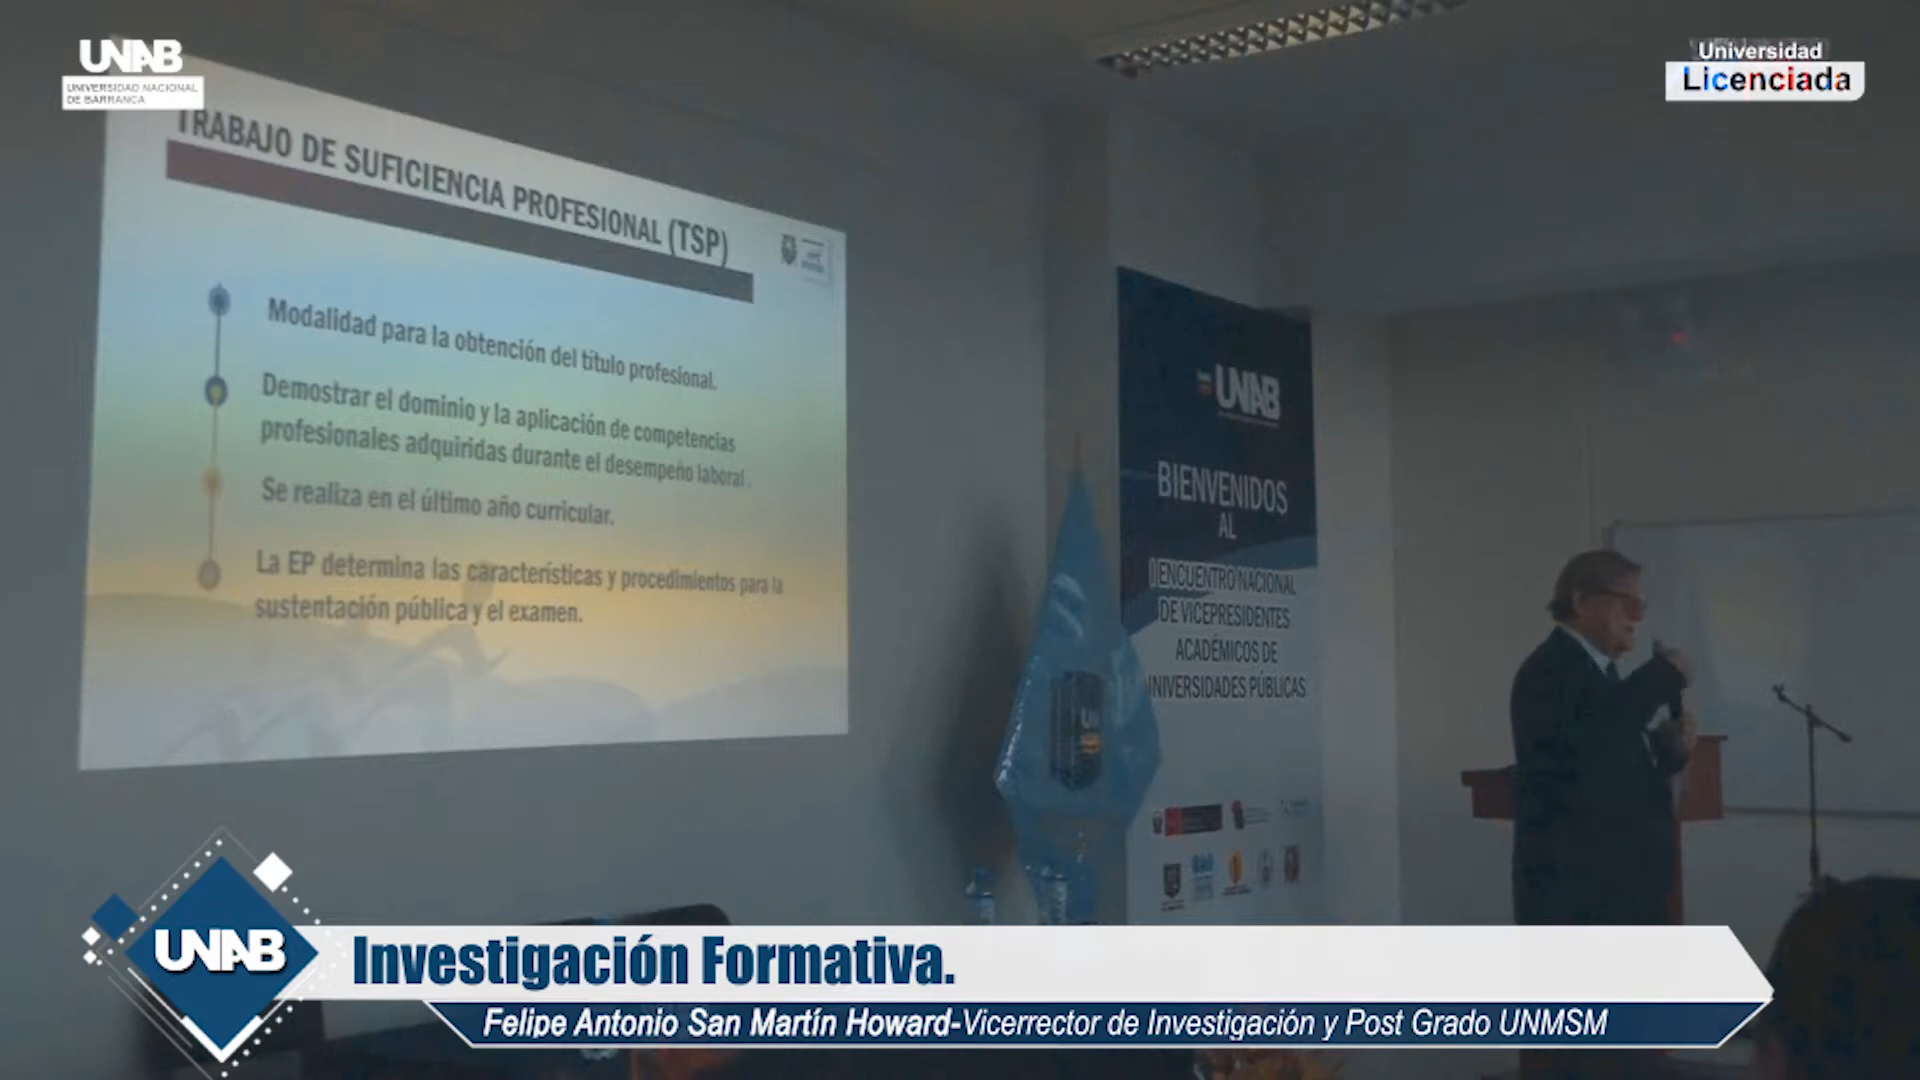 UNAB
UNIVERSIDAD NACIONAL
DE BARRANCA
Universidad
Licenciada
TRABAJO DE SUFICIENCIA PROFESIONAL (TSP)
Modalidad para la obtención del título profesional.
Demostrar el dominio y la aplicación de competencias
profesionales adquiridas durante el desempeño laboral.
Se realiza en el último año curricular.
La EP determina las características y procedimientos para la
sustentación pública y el examen.
UNAB
BIENVENIDOS
AL
I ENCUENTRO NACIONAL
DE VICEPRESIDENTES
ACADÉMICOS DE
UNIVERSIDADES PÚBLICAS
UNAB
Investigación Formativa.
Felipe Antonio San Martín Howard-Vicerrector de Investigación y Post Grado UNMSM